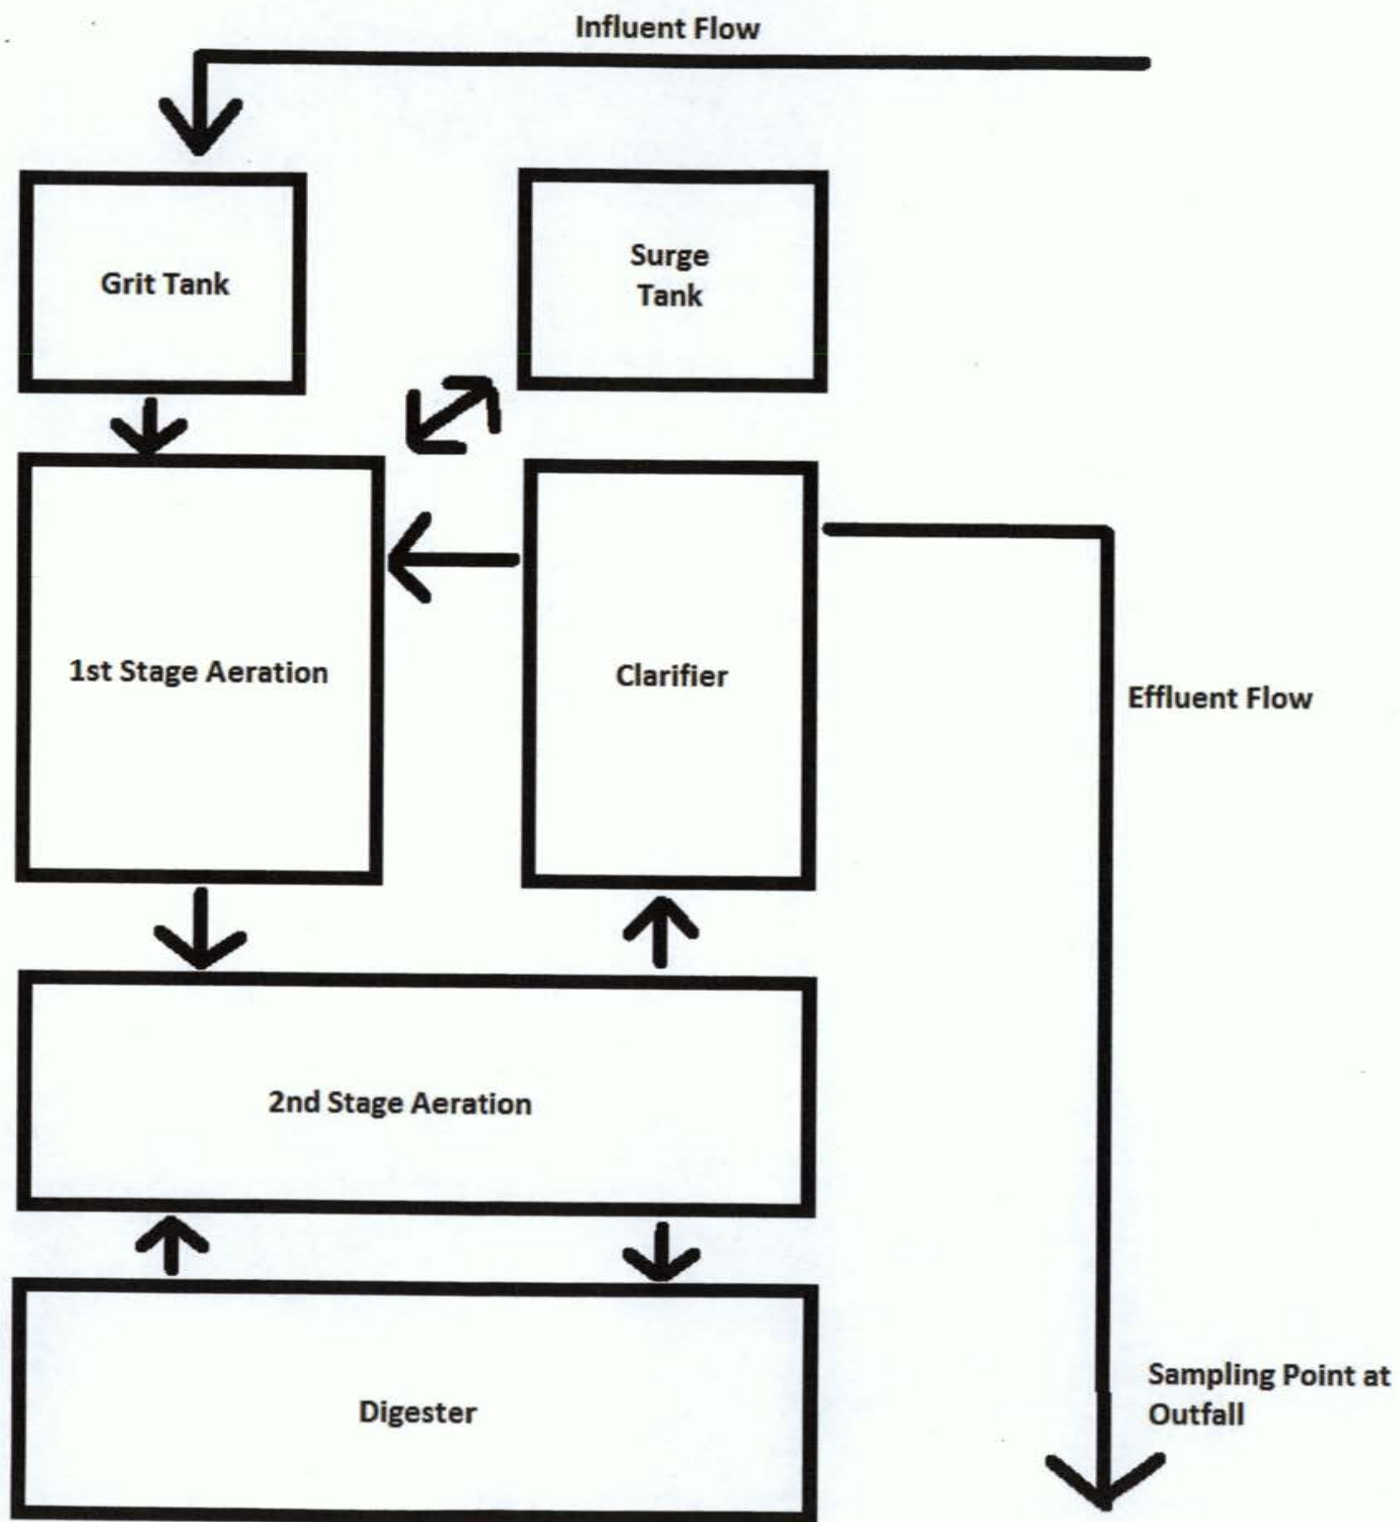 Influent Flow
Grit Tank
Surge
Tank
1st Stage Aeration
Clarifier
Effluent Flow
2nd Stage Aeration
Digester
Sampling Point at
Outfall